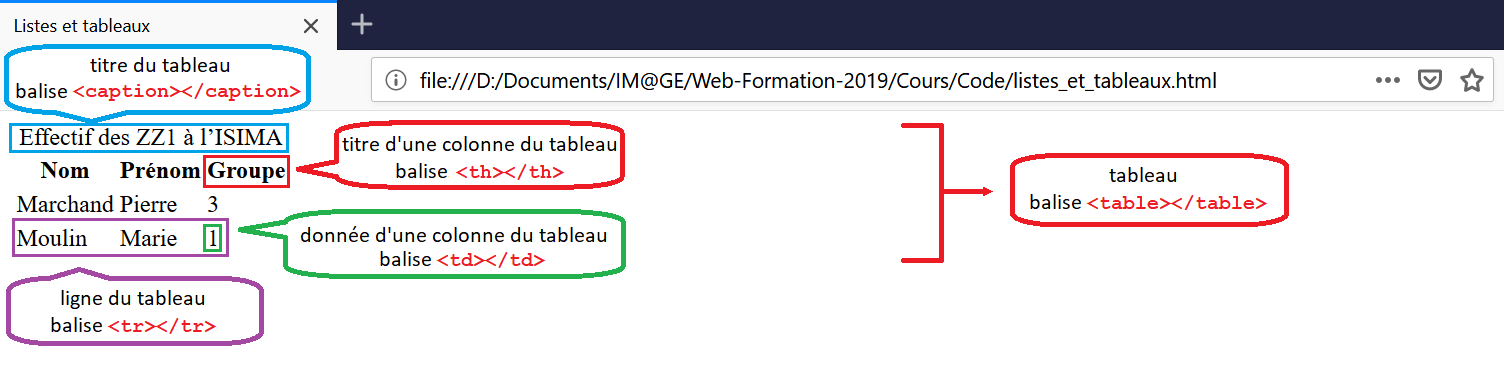 Listes et tableaux
titre du tableau
balise <caption></caption>
file:///D:/Documents/IM@GE/Web-Formation-2019/Cours/Code/listes_et_tableaux.html
Effectif des ZZ1 à l’ISIMA
Nom Prénom Groupe
Marchand Pierre 3
Moulin Marie 1
titre d'une colonne du tableau
balise <th></th>
donnée d'une colonne du tableau
balise <td></td>
tableau
balise <table></table>
ligne du tableau
balise <tr></tr>